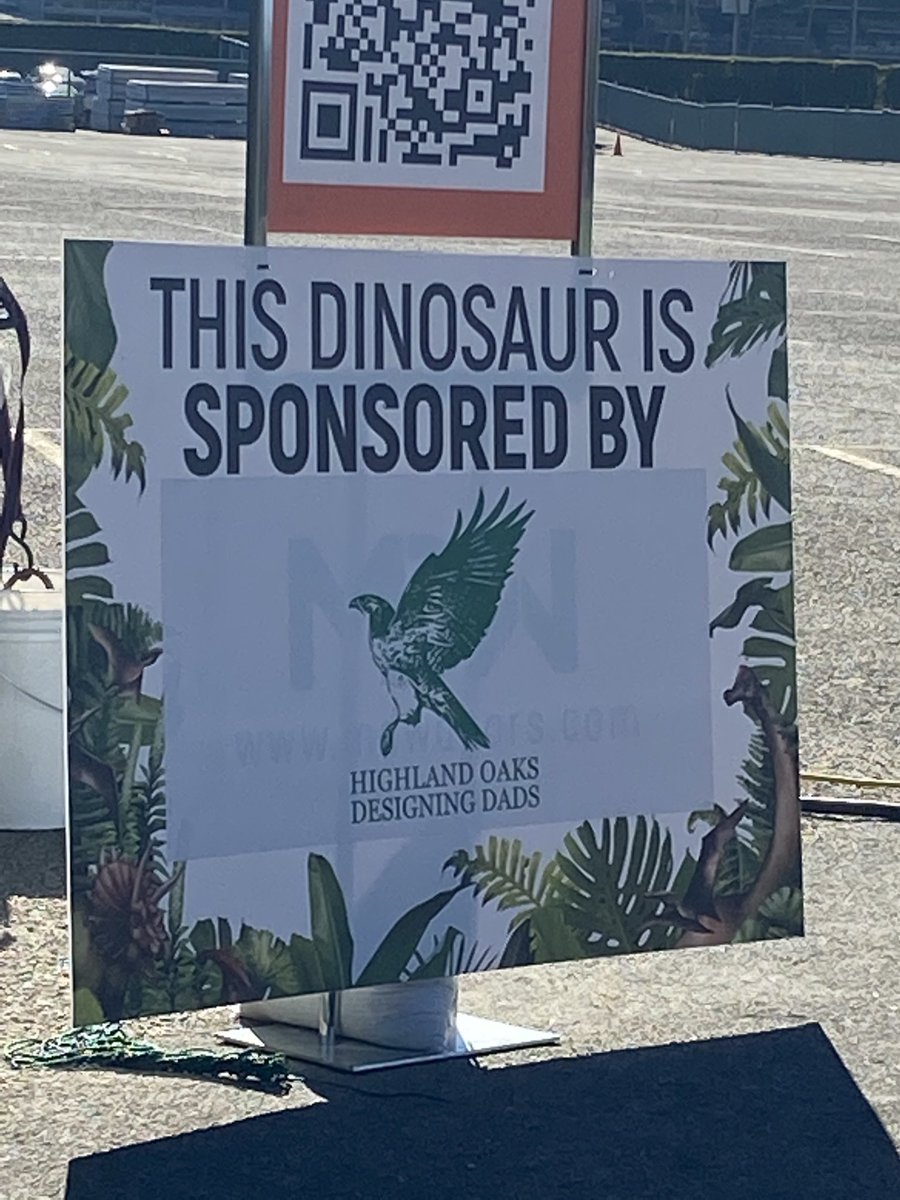 THIS DINOSAUR IS
SPONSORED BY
HIGHLAND OAKS
DESIGNING DADS